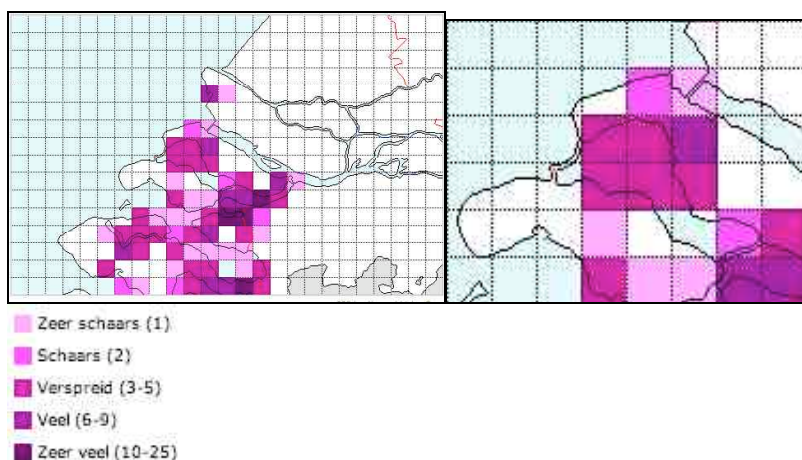 Zeer schaars (1)
Schaars (2)
Verspreid (3-5)
Veel (6-9)
Zeer veel (10-25)